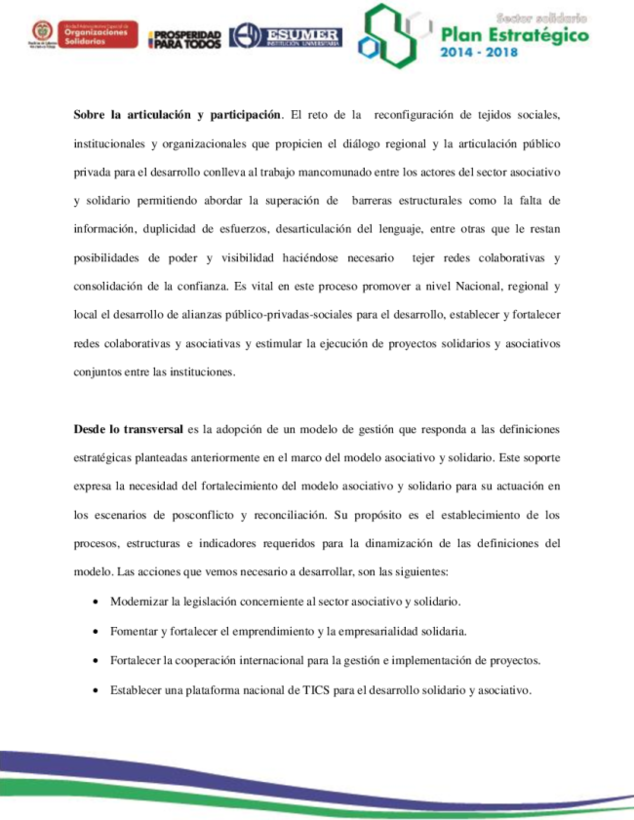 Unidad Administrativa Especial de
Organizaciones
Solidarias
PROSPERIDAD
PARA TODOS
ESUMER
INSTITUCIÓN UNIVERSITARIA
Sector solidario
Plan Estratégico
2014 - 2018
Sobre la articulación y participación. El reto de la reconfiguración de tejidos sociales,
institucionales y organizacionales que propicien el diálogo regional y la articulación público
privada para el desarrollo conlleva al trabajo mancomunado entre los actores del sector asociativo
y solidario permitiendo abordar la superación de barreras estructurales como la falta de
información, duplicidad de esfuerzos, desarticulación del lenguaje, entre otras que le restan
posibilidades de poder y visibilidad haciéndose necesario tejer redes colaborativas y
consolidación de la confianza. Es vital en este proceso promover a nivel Nacional, regional y
local el desarrollo de alianzas público-privadas-sociales para el desarrollo, establecer y fortalecer
redes colaborativas y asociativas y estimular la ejecución de proyectos solidarios y asociativos
conjuntos entre las instituciones.
Desde lo transversal es la adopción de un modelo de gestión que responda a las definiciones
estratégicas planteadas anteriormente en el marco del modelo asociativo y solidario. Este soporte
expresa la necesidad del fortalecimiento del modelo asociativo y solidario para su actuación en
los escenarios de posconflicto y reconciliación. Su propósito es el establecimiento de los
procesos, estructuras e indicadores requeridos para la dinamización de las definiciones del
modelo. Las acciones que vemos necesario a desarrollar, son las siguientes:
• Modernizar la legislación concerniente al sector asociativo y solidario.
• Fomentar y fortalecer el emprendimiento y la empresarialidad solidaria.
• Fortalecer la cooperación internacional para la gestión e implementación de proyectos.
• Establecer una plataforma nacional de TICS para el desarrollo solidario y asociativo.